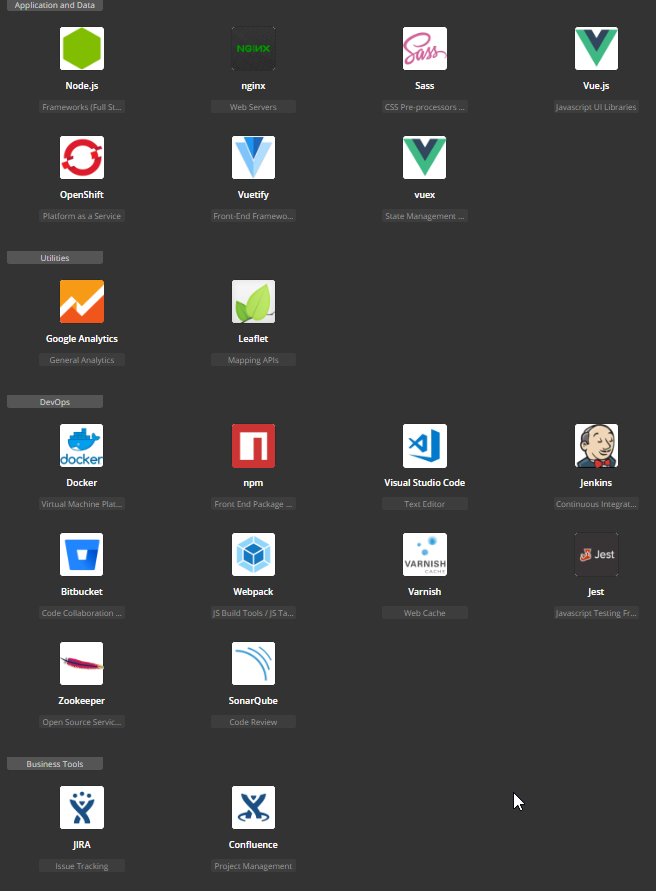 Application and Data
NGINX
Node.js
nginx
Sass
Vue.js
Frameworks (Full St...
Web Servers
CSS Pre-processors ...
Javascript UI Libraries
OpenShift
Vuetify
vuex
Platform as a Service
Front-End Framewo...
State Management ...
Utilities
Google Analytics
Leaflet
General Analytics
Mapping APIs
DevOps
docker
Docker
npm
Visual Studio Code
Jenkins
Virtual Machine Plat...
Front End Package ...
Text Editor
Continuous Integrat...
VARNISH
CACHE
Jest
Bitbucket
Webpack
Varnish
Jest
Code Collaboration ...
JS Build Tools / JS Ta...
Web Cache
Javascript Testing Fr...
Zookeeper
SonarQube
Open Source Servic...
Code Review
Business Tools
JIRA
Confluence
Issue Tracking
Project Management